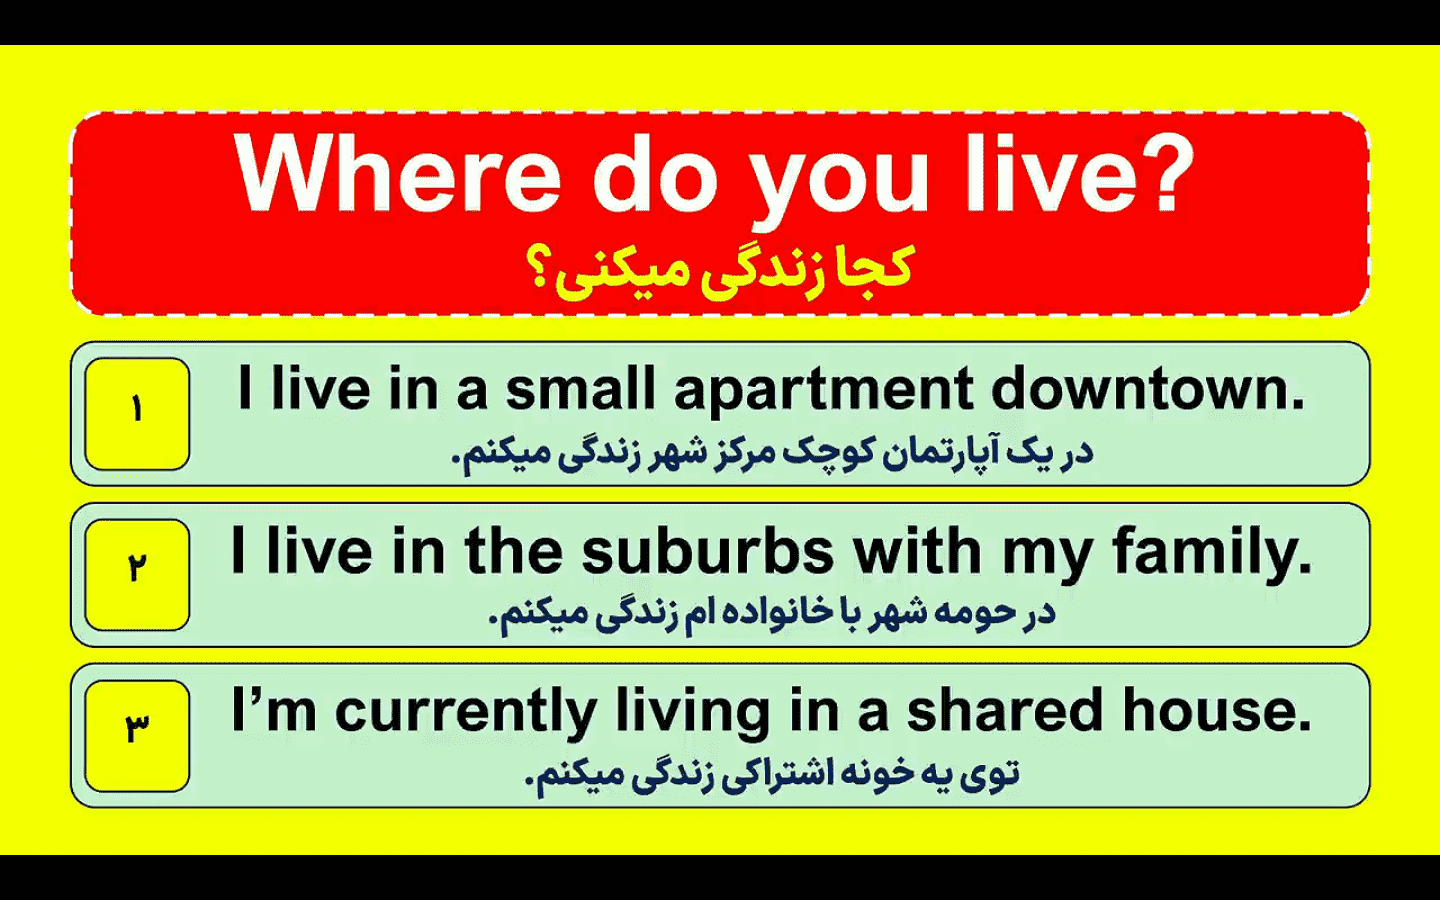 Where do you live?
کجا زندگی میکنی؟
۱
I live in a small apartment downtown.
در یک آپارتمان کوچک مرکز شهر زندگی میکنم.
۲
I live in the suburbs with my family.
در حومه شهر با خانواده ام زندگی میکنم.
۳
I’m currently living in a shared house.
توی یه خونه اشتراکی زندگی میکنم.